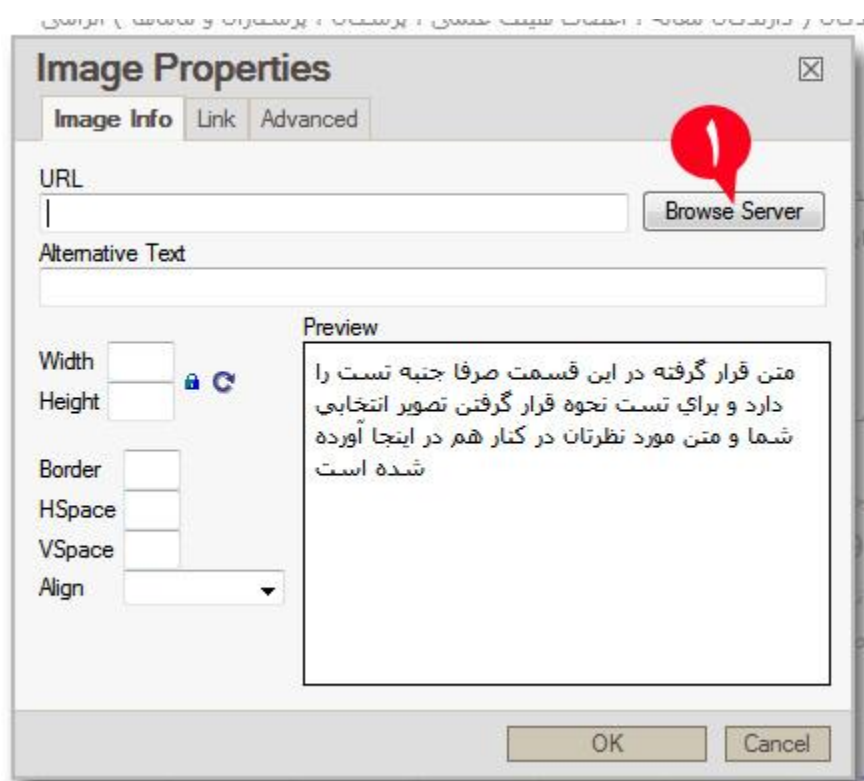 Image Properties
Image Info Link Advanced
۱
URL
Browse Server
Alternative Text
Preview
Width
Height
متن قرار گرفته در این قسمت صرفا جنبه تست را
دارد و برای تست نحوه قرار گرفتن تصویر انتخابی
شما و متن مورد نظرتان در کنار هم در اینجا آورده
شده است
Border
HSpace
VSpace
Align
OK Cancel